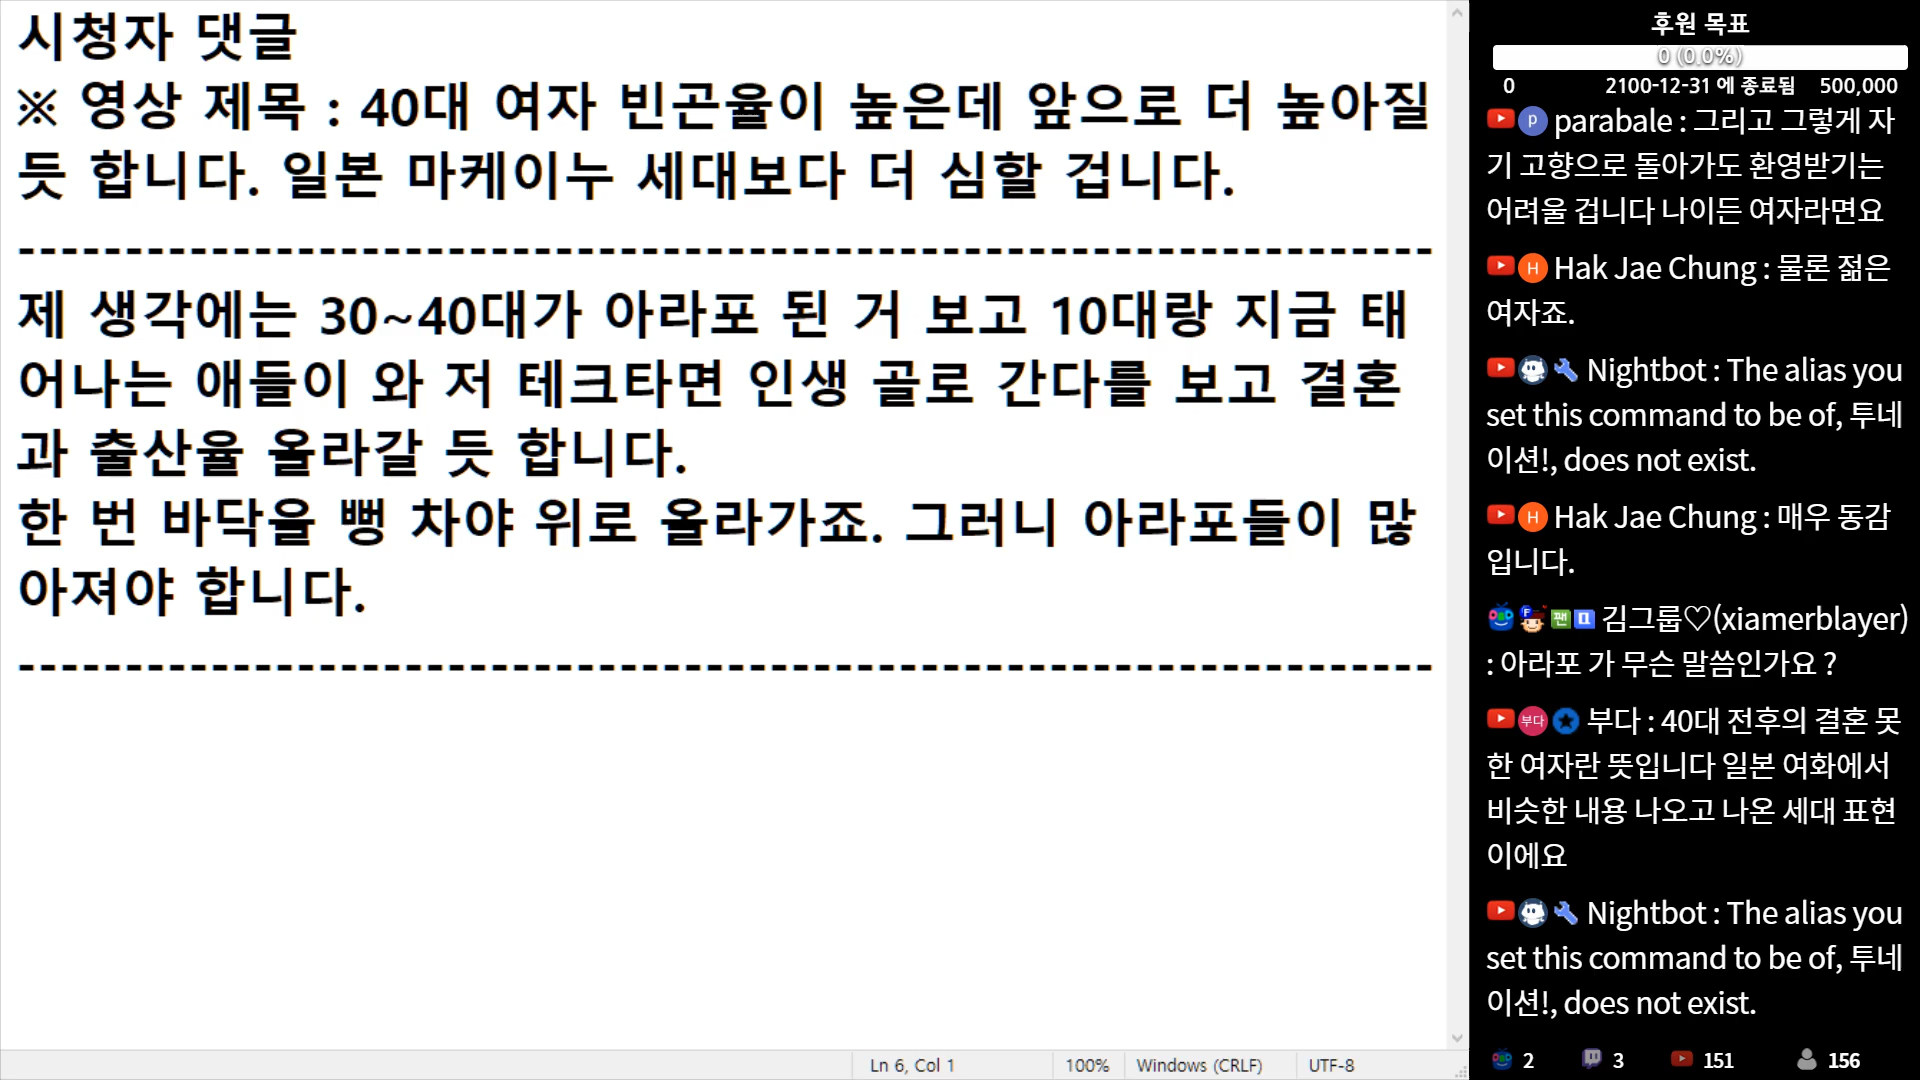 시청자 댓글
※ 영상 제목 : 40대 여자 빈곤율이 높은데 앞으로 더 높아질
듯 합니다. 일본 마케이누 세대보다 더 심할 겁니다.
------------------------------------------------------------------
제 생각에는 30~40대가 아라포 된 거 보고 10대랑 지금 태
어나는 애들이 와 저 테크타면 인생 골로 간다를 보고 결혼
과 출산율 올라갈 듯 합니다.
한 번 바닥을 뻥 차야 위로 올라가죠. 그러니 아라포들이 많
아져야 합니다.
------------------------------------------------------------------
Ln 6, Col 1 100% Windows (CRLF) UTF-8
후원 목표
0 (0.0%)
0 2100-12-31 에 종료됨 500,000
p parabale : 그리고 그렇게 자
기 고향으로 돌아가도 환영받기는
어려울 겁니다 나이든 여자라면요
H Hak Jae Chung : 물론 젊은
여자죠.
Nightbot : The alias you
set this command to be of, 투네
이션!, does not exist.
H Hak Jae Chung : 매우 동감
입니다.
F 팬 김그룹♡(xiamerblayer)
: 아라포 가 무슨 말씀인가요 ?
부다 부다 : 40대 전후의 결혼 못
한 여자란 뜻입니다 일본 여화에서
비슷한 내용 나오고 나온 세대 표현
이에요
Nightbot : The alias you
set this command to be of, 투네
이션!, does not exist.
2 3 151 156